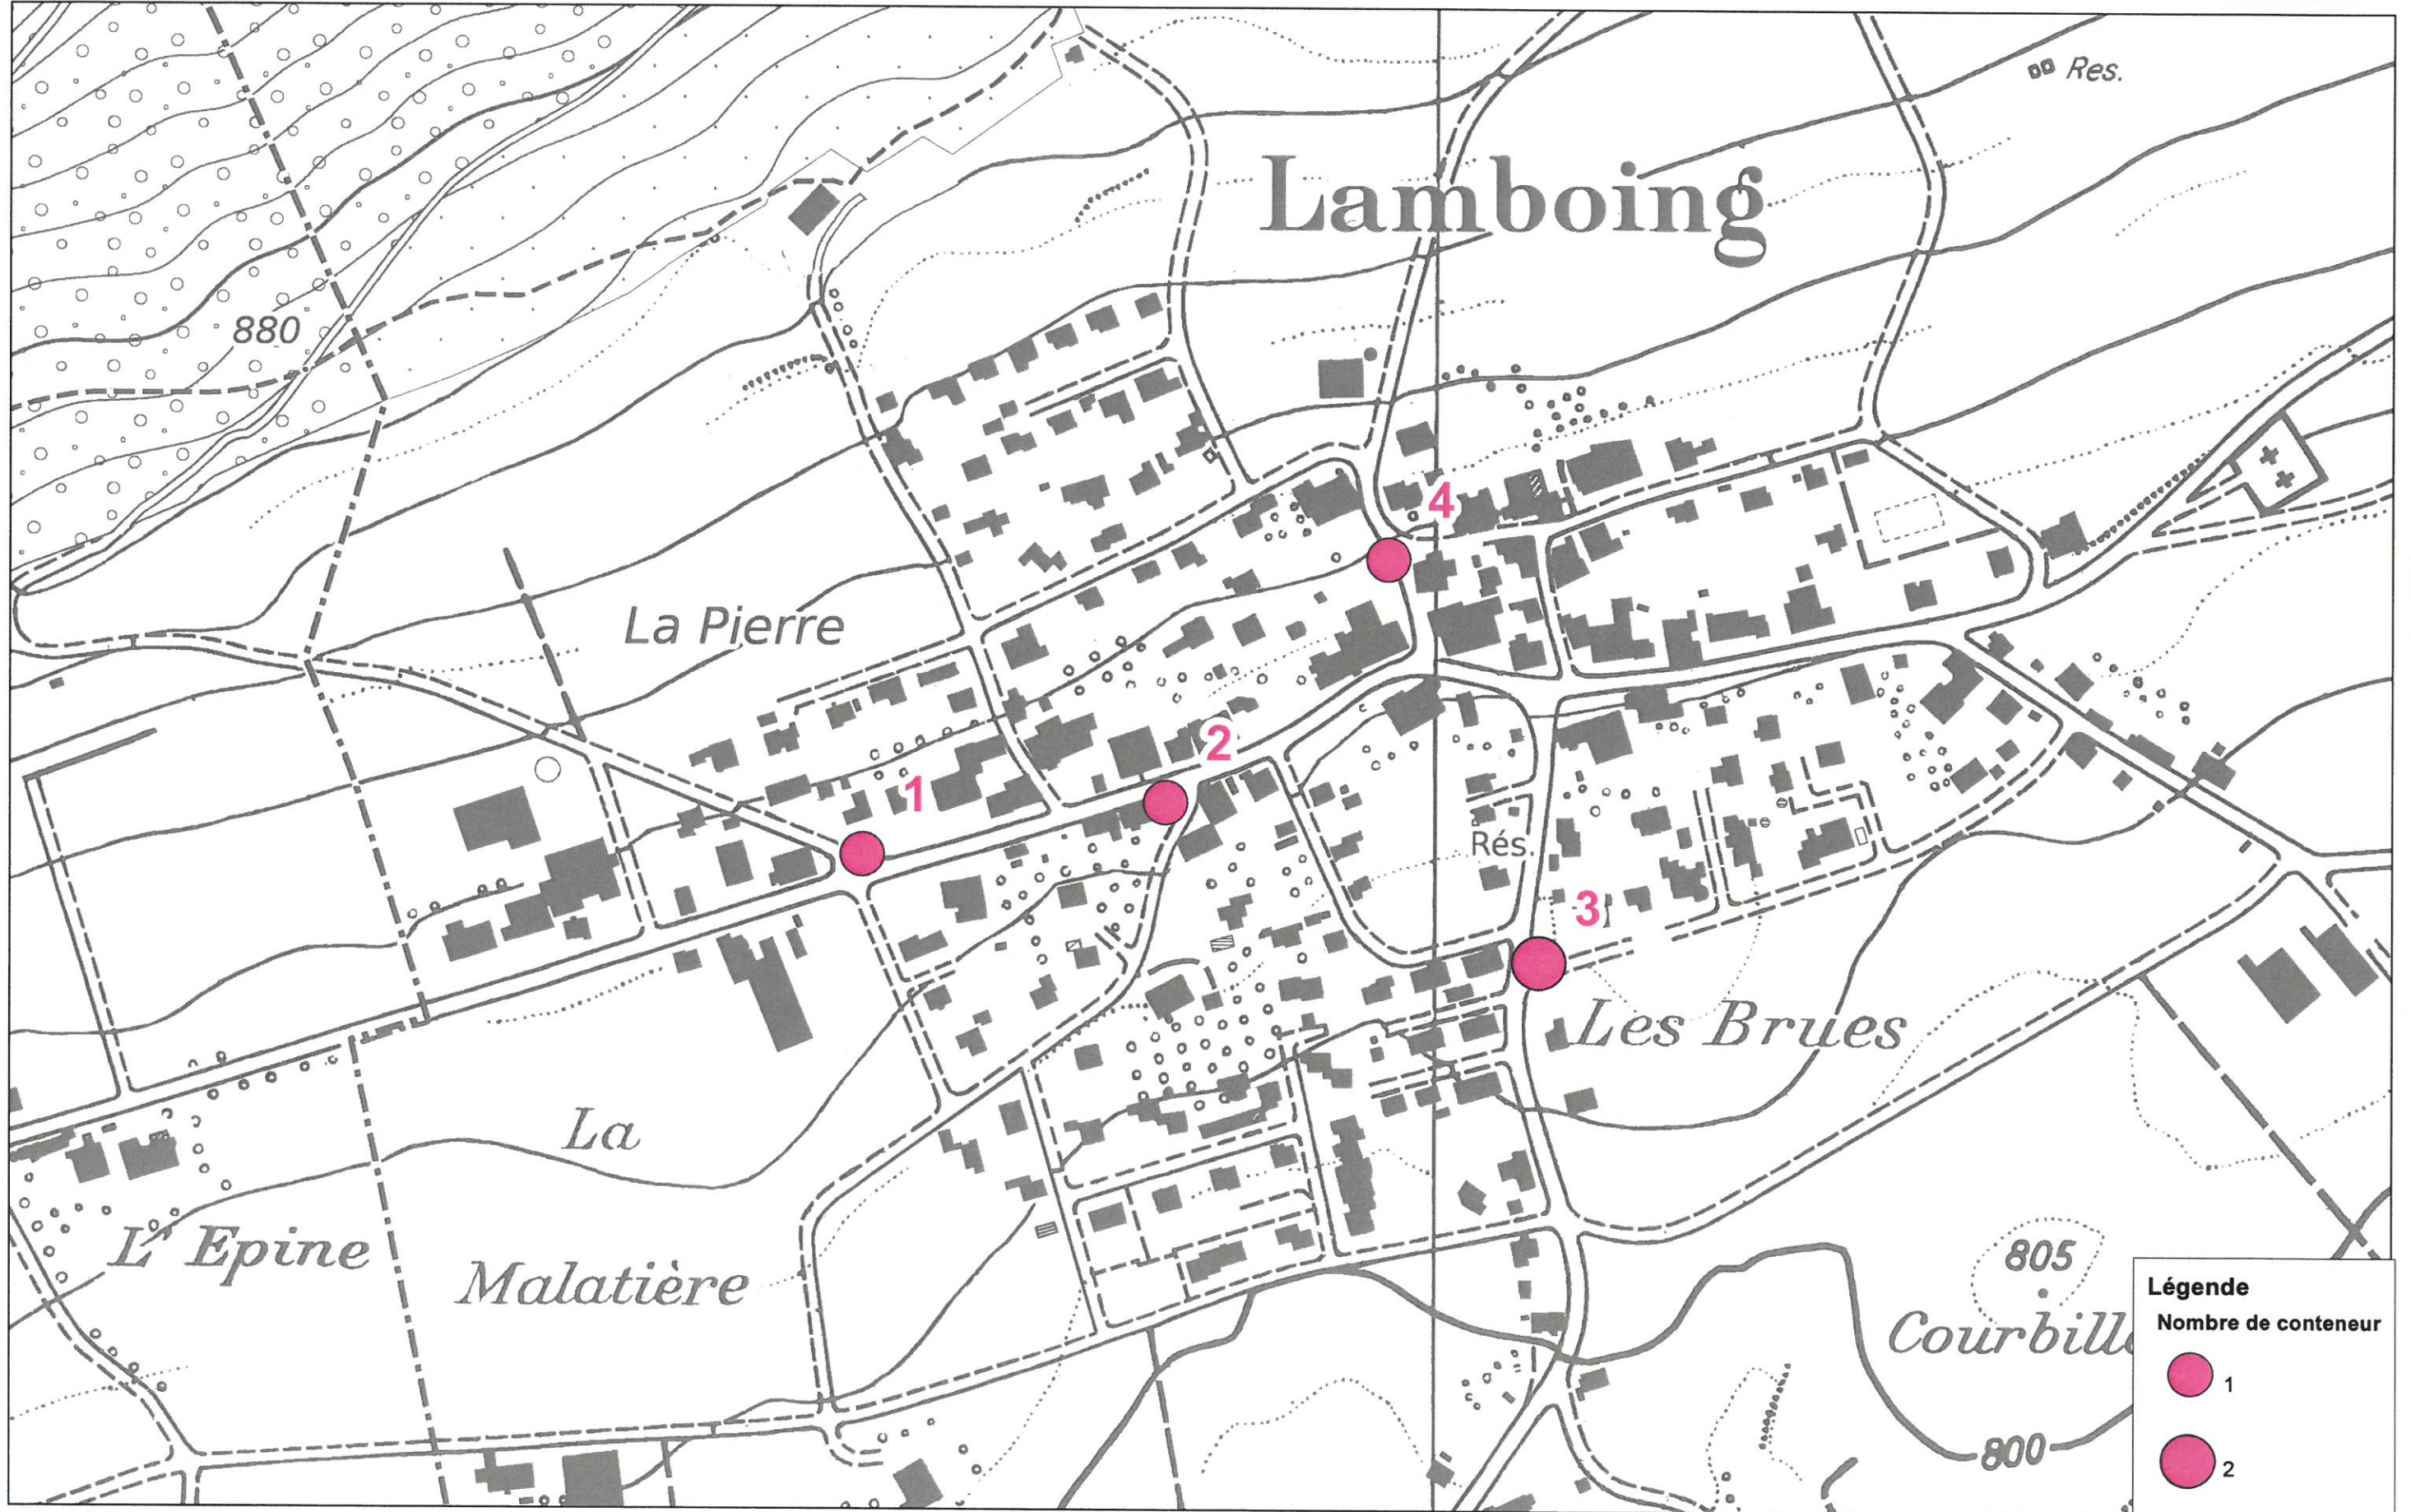 Res.
Lamboing
880
4
La Pierre
2
1
Rés.
3
Les Brues
La
L' Epine
Malatière
805
Courbill
800
Légende
Nombre de conteneur
1
2